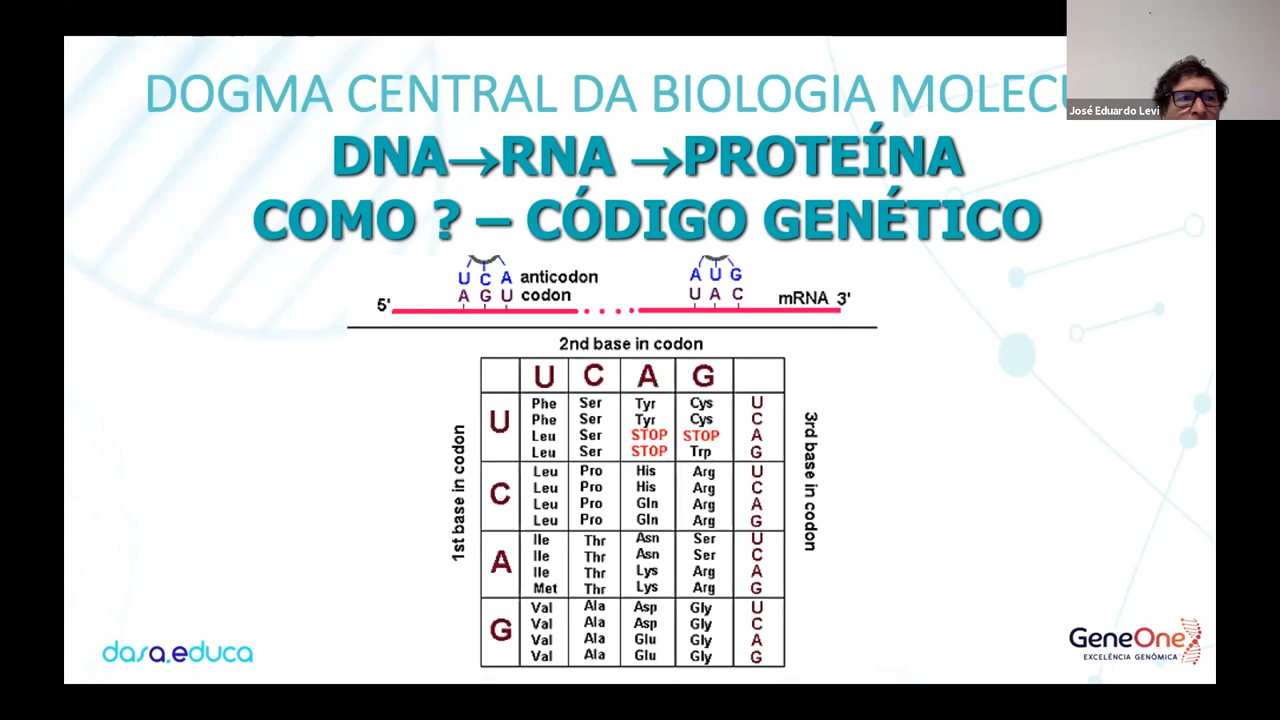 DOGMA CENTRAL DA BIOLOGIA MOLECU
José Eduardo Levi
DNA→RNA →PROTEÍNA
COMO ? – CÓDIGO GENÉTICO
U C A anticodon
A G U codon
A U G
U A C
5' mRNA 3'
2nd base in codon
U C A G
1st base in codon
3rd base in codon
U
Phe Ser Tyr Cys U
Phe Ser Tyr Cys C
Leu Ser STOP STOP A
Leu Ser STOP Trp G
C
Leu Pro His Arg U
Leu Pro His Arg C
Leu Pro Gln Arg A
Leu Pro Gln Arg G
A
Ile Thr Asn Ser U
Ile Thr Asn Ser C
Ile Thr Lys Arg A
Met Thr Lys Arg G
G
Val Ala Asp Gly U
Val Ala Asp Gly C
Val Ala Glu Gly A
Val Ala Glu Gly G
dasa.educa
GeneOne
EXCELÊNCIA GENÔMICA